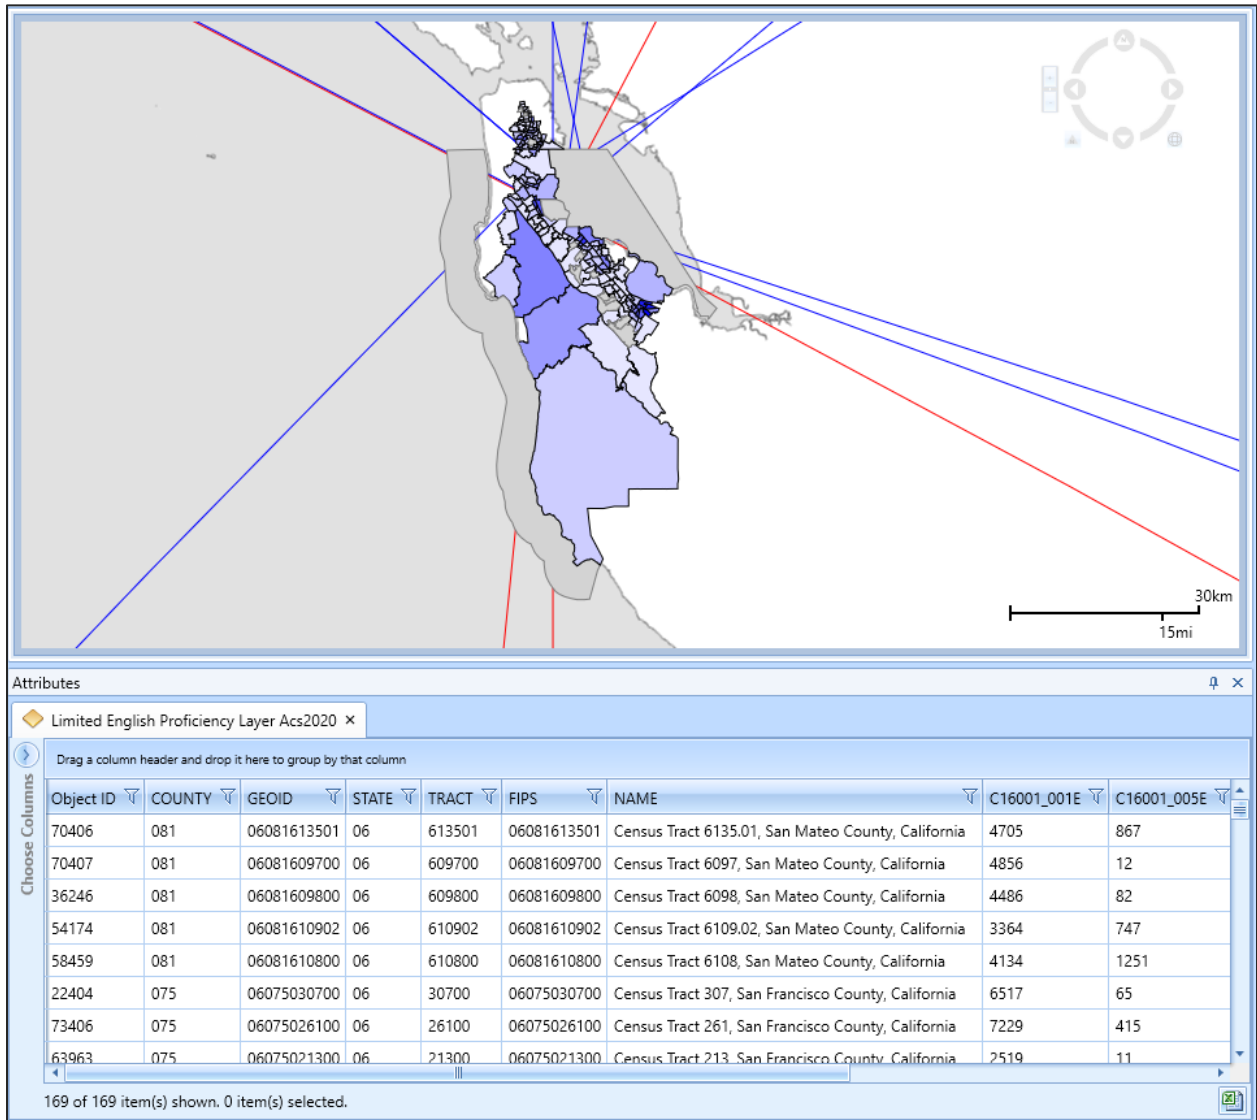 30km
15mi
Attributes
Limited English Proficiency Layer Acs2020
Drag a column header and drop it here to group by that column
Choose Columns
Object ID COUNTY GEOID STATE TRACT FIPS NAME C16001_001E C16001_005E
70406 081 06081613501 06 613501 06081613501 Census Tract 6135.01, San Mateo County, California 4705 867
70407 081 06081609700 06 609700 06081609700 Census Tract 6097, San Mateo County, California 4856 12
36246 081 06081609800 06 609800 06081609800 Census Tract 6098, San Mateo County, California 4486 82
54174 081 06081610902 06 610902 06081610902 Census Tract 6109.02, San Mateo County, California 3364 747
58459 081 06081610800 06 610800 06081610800 Census Tract 6108, San Mateo County, California 4134 1251
22404 075 06075030700 06 30700 06075030700 Census Tract 307, San Francisco County, California 6517 65
73406 075 06075026100 06 26100 06075026100 Census Tract 261, San Francisco County, California 7229 415
63963 075 06075021300 06 21300 06075021300 Census Tract 213, San Francisco County, California 2519 11
169 of 169 item(s) shown. 0 item(s) selected.